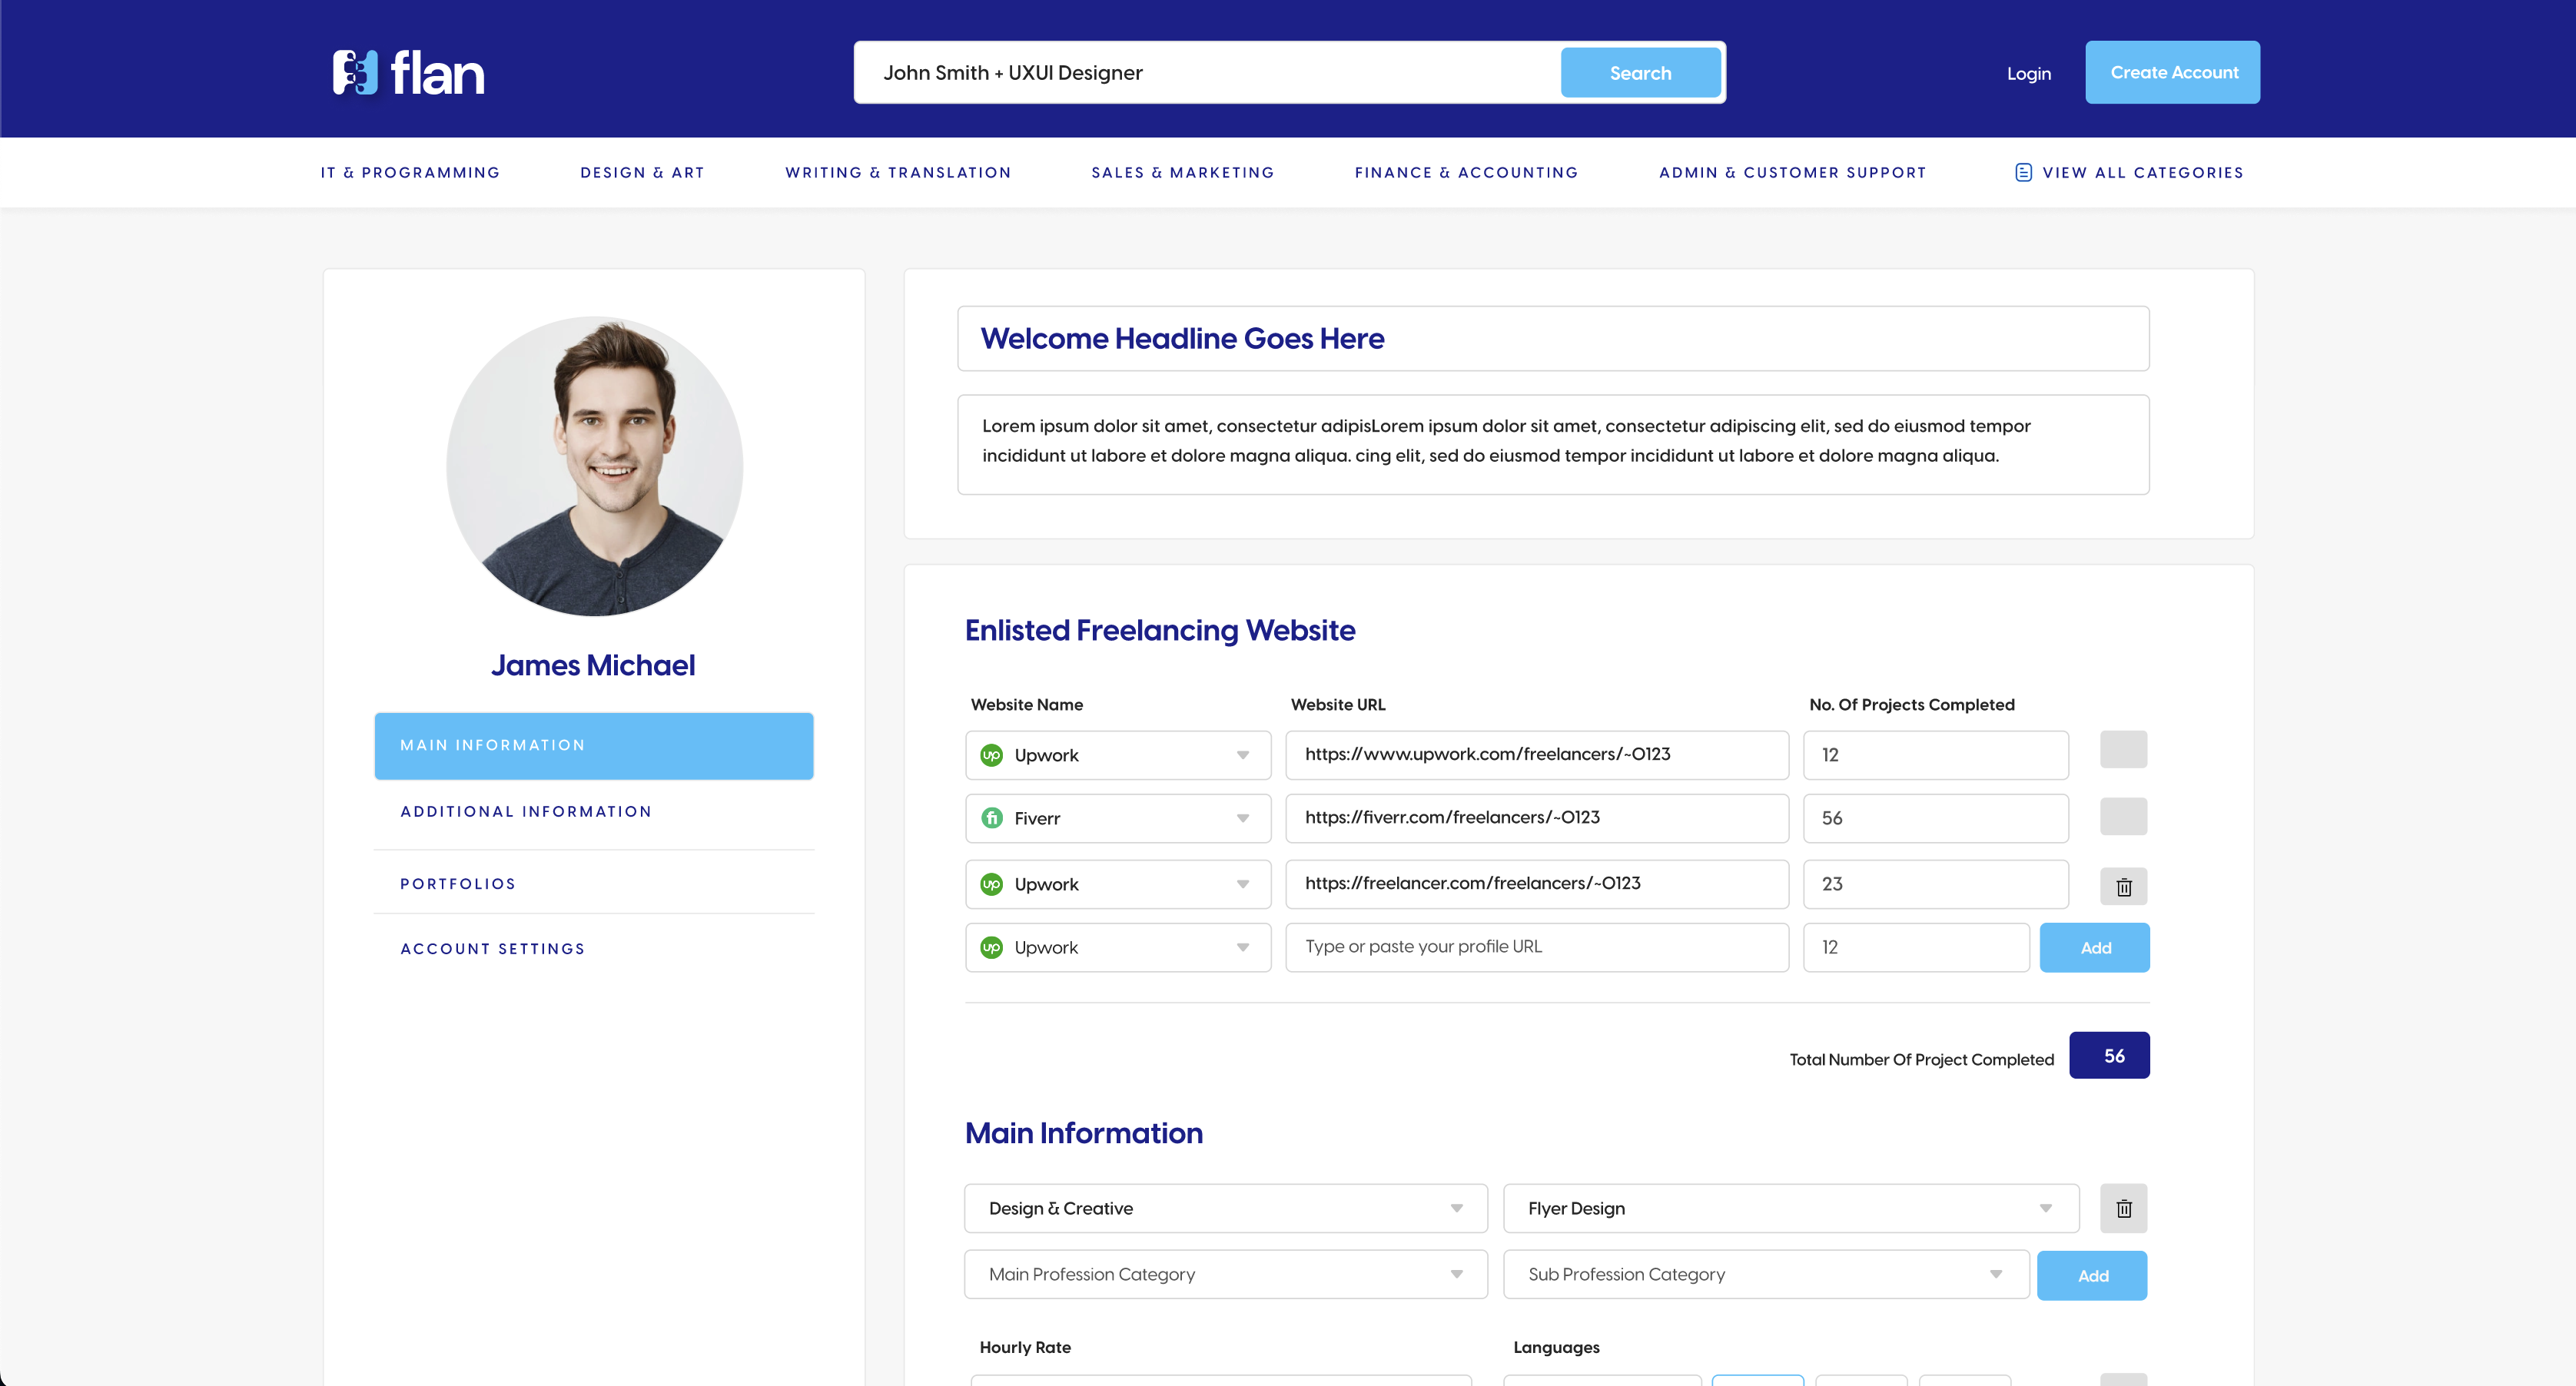 flan
John Smith + UXUI Designer
Search
Login
Create Account
IT & PROGRAMMING
DESIGN & ART
WRITING & TRANSLATION
SALES & MARKETING
FINANCE & ACCOUNTING
ADMIN & CUSTOMER SUPPORT
VIEW ALL CATEGORIES
James Michael
MAIN INFORMATION
ADDITIONAL INFORMATION
PORTFOLIOS
ACCOUNT SETTINGS
Welcome Headline Goes Here
Lorem ipsum dolor sit amet, consectetur adipisLorem ipsum dolor sit amet, consectetur adipiscing elit, sed do eiusmod tempor
incididunt ut labore et dolore magna aliqua. cing elit, sed do eiusmod tempor incididunt ut labore et dolore magna aliqua.
Enlisted Freelancing Website
Website Name
Website URL
No. Of Projects Completed
up Upwork
https://www.upwork.com/freelancers/~0123
12
fi Fiverr
https://fiverr.com/freelancers/~0123
56
up Upwork
https://freelancer.com/freelancers/~0123
23
up Upwork
Type or paste your profile URL
12
Add
Total Number Of Project Completed
56
Main Information
Design & Creative
Flyer Design
Main Profession Category
Sub Profession Category
Add
Hourly Rate
Languages